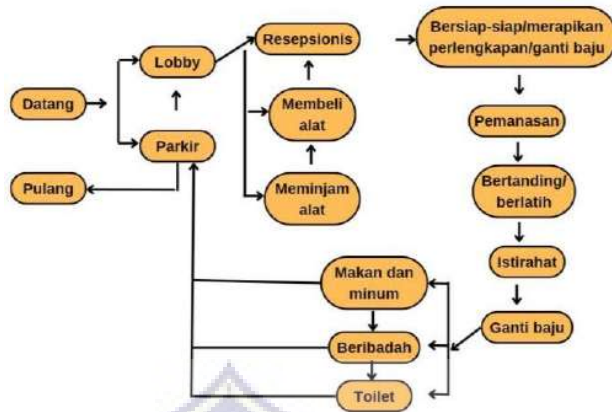 Datang
Lobby
Parkir
Pulang
Resepsionis
Membeli
alat
Meminjam
alat
Bersiap-siap/merapikan
perlengkapan/ganti baju
Pemanasan
Bertanding/
berlatih
Istirahat
Ganti baju
Makan dan
minum
Beribadah
Toilet